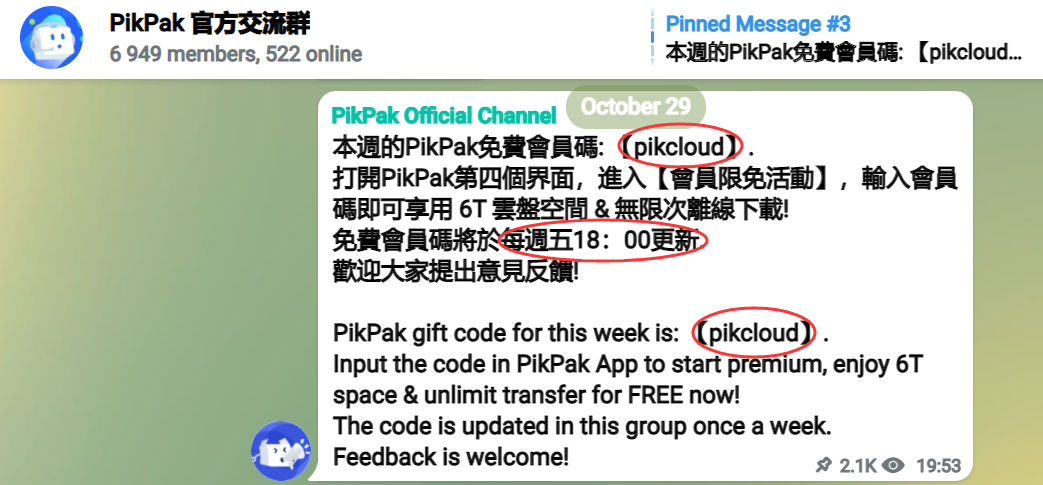 PikPak 官方交流群
6 949 members, 522 online
Pinned Message #3
本週的PikPak免費會員碼: 【pikcloud...
October 29
PikPak Official Channel
本週的PikPak免費會員碼: 【pikcloud】.
打開PikPak第四個界面，進入【會員限免活動】，輸入會員
碼即可享用 6T 雲盤空間 & 無限次離線下載!
免費會員碼將於每週五18：00更新
歡迎大家提出意見反饋!
PikPak gift code for this week is: 【pikcloud】.
Input the code in PikPak App to start premium, enjoy 6T
space & unlimit transfer for FREE now!
The code is updated in this group once a week.
Feedback is welcome!
2.1K 19:53